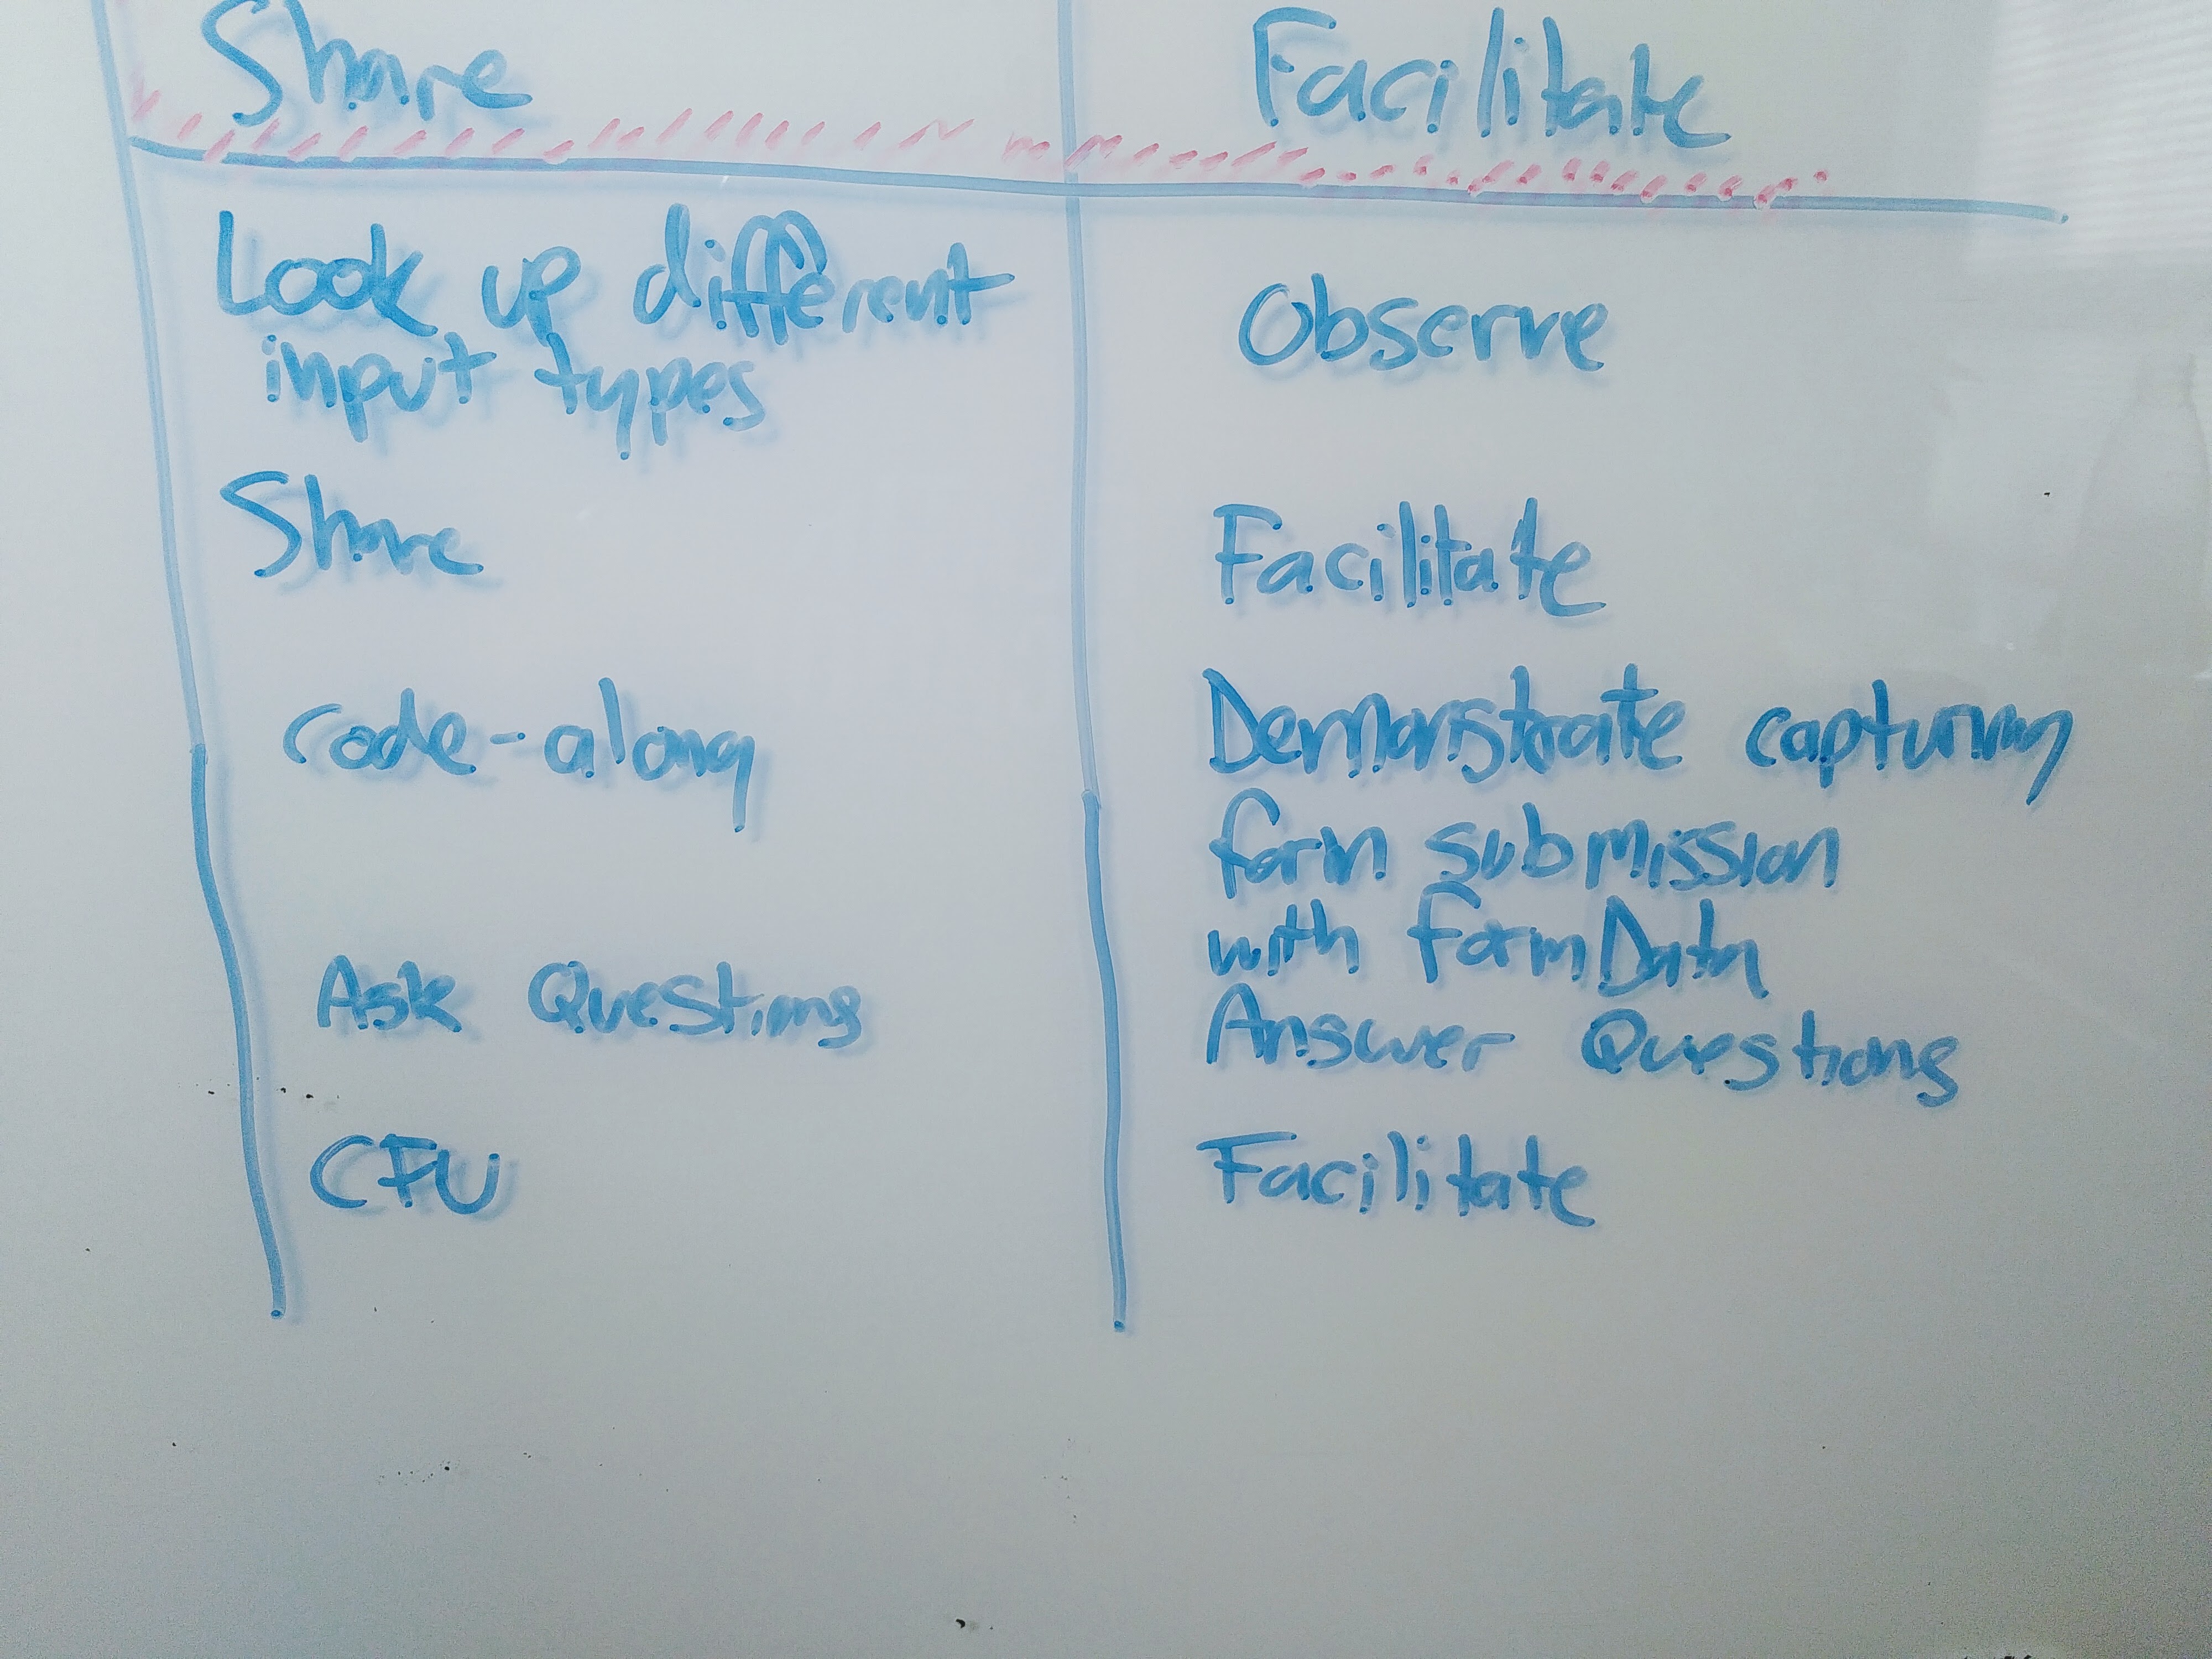 Share Facilitate
Look up different
input types
Observe
Share Facilitate
code-along Demonstrate capturing
form submission
with FormData
Ask Questions Answer Questions
CFU Facilitate